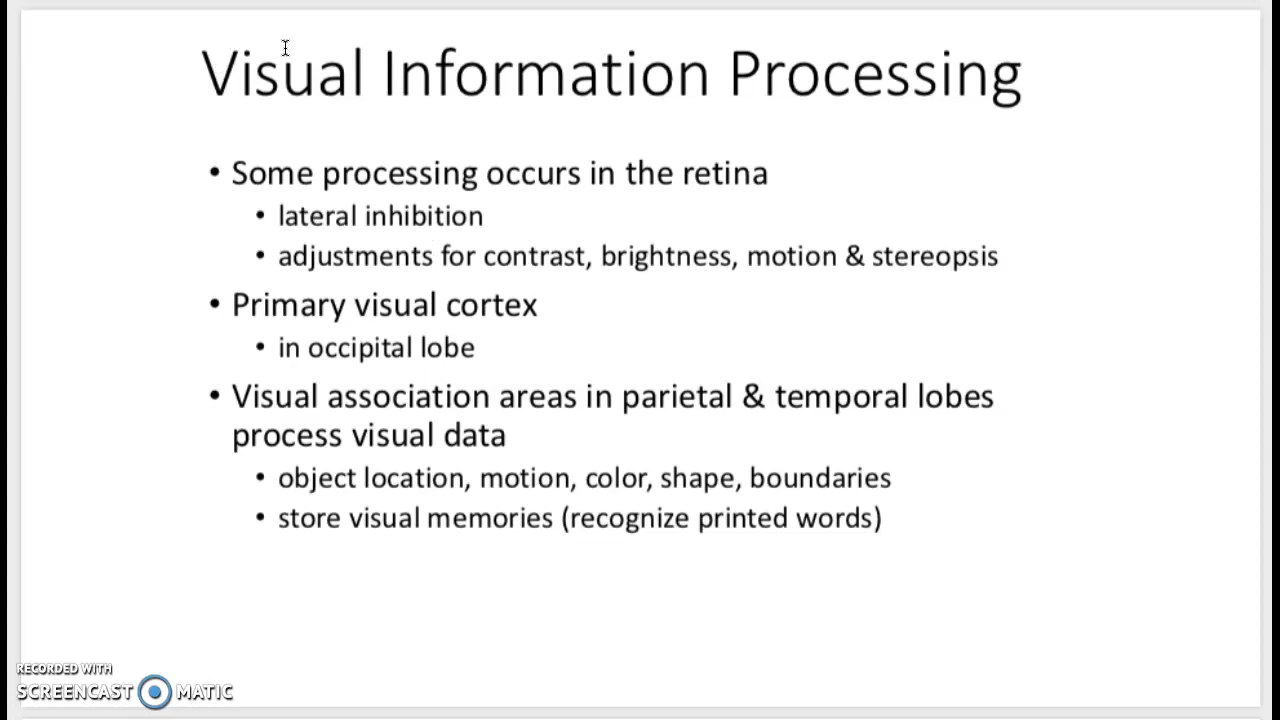 Visual Information Processing
• Some processing occurs in the retina
• lateral inhibition
• adjustments for contrast, brightness, motion & stereopsis
• Primary visual cortex
• in occipital lobe
• Visual association areas in parietal & temporal lobes
process visual data
• object location, motion, color, shape, boundaries
• store visual memories (recognize printed words)
RECORDED WITH
SCREENCAST MATIC